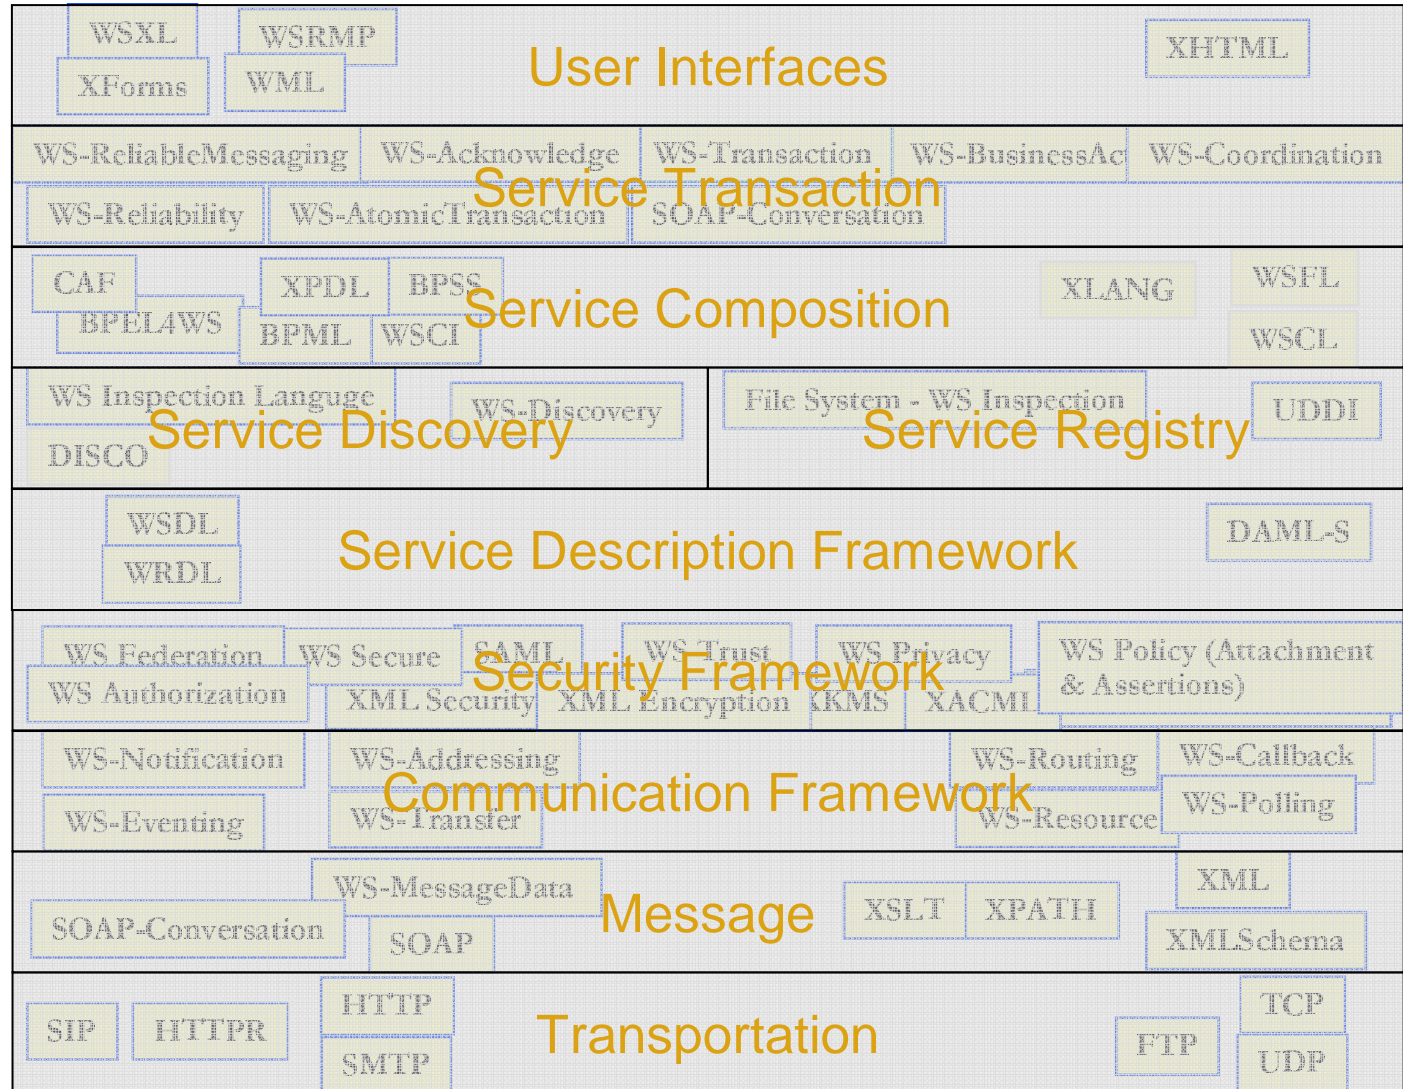 WSXL
WSRMP
XHTML
User Interfaces
XForms
WML
WS-ReliableMessaging
WS-Acknowledge
WS-Transaction
WS-BusinessAct
WS-Coordination
Service Transaction
WS-Reliability
WS-AtomicTransaction
SOAP-Conversation
CAF
XPDL
BPSS
XLANG
WSFL
Service Composition
BPEL4WS
BPML
WSCI
WSCL
WS Inspection Languge
WS-Discovery
Service Discovery
DISCO
File System - WS Inspection
UDDI
Service Registry
WSDL
DAML-S
Service Description Framework
WRDL
WS Federation
WS Secure
SAML
WS Trust
WS Privacy
WS Policy (Attachment
& Assertions)
Security Framework
WS Authorization
XML Security
XML Encryption
XKMS
XACML
WS-Notification
WS-Addressing
WS-Routing
WS-Callback
Communication Framework
WS-Eventing
WS-Transfer
WS-Resource
WS-Polling
WS-MessageData
XML
Message
XSLT
XPATH
SOAP-Conversation
SOAP
XMLSchema
HTTP
TCP
SIP
HTTPR
Transportation
FTP
SMTP
UDP